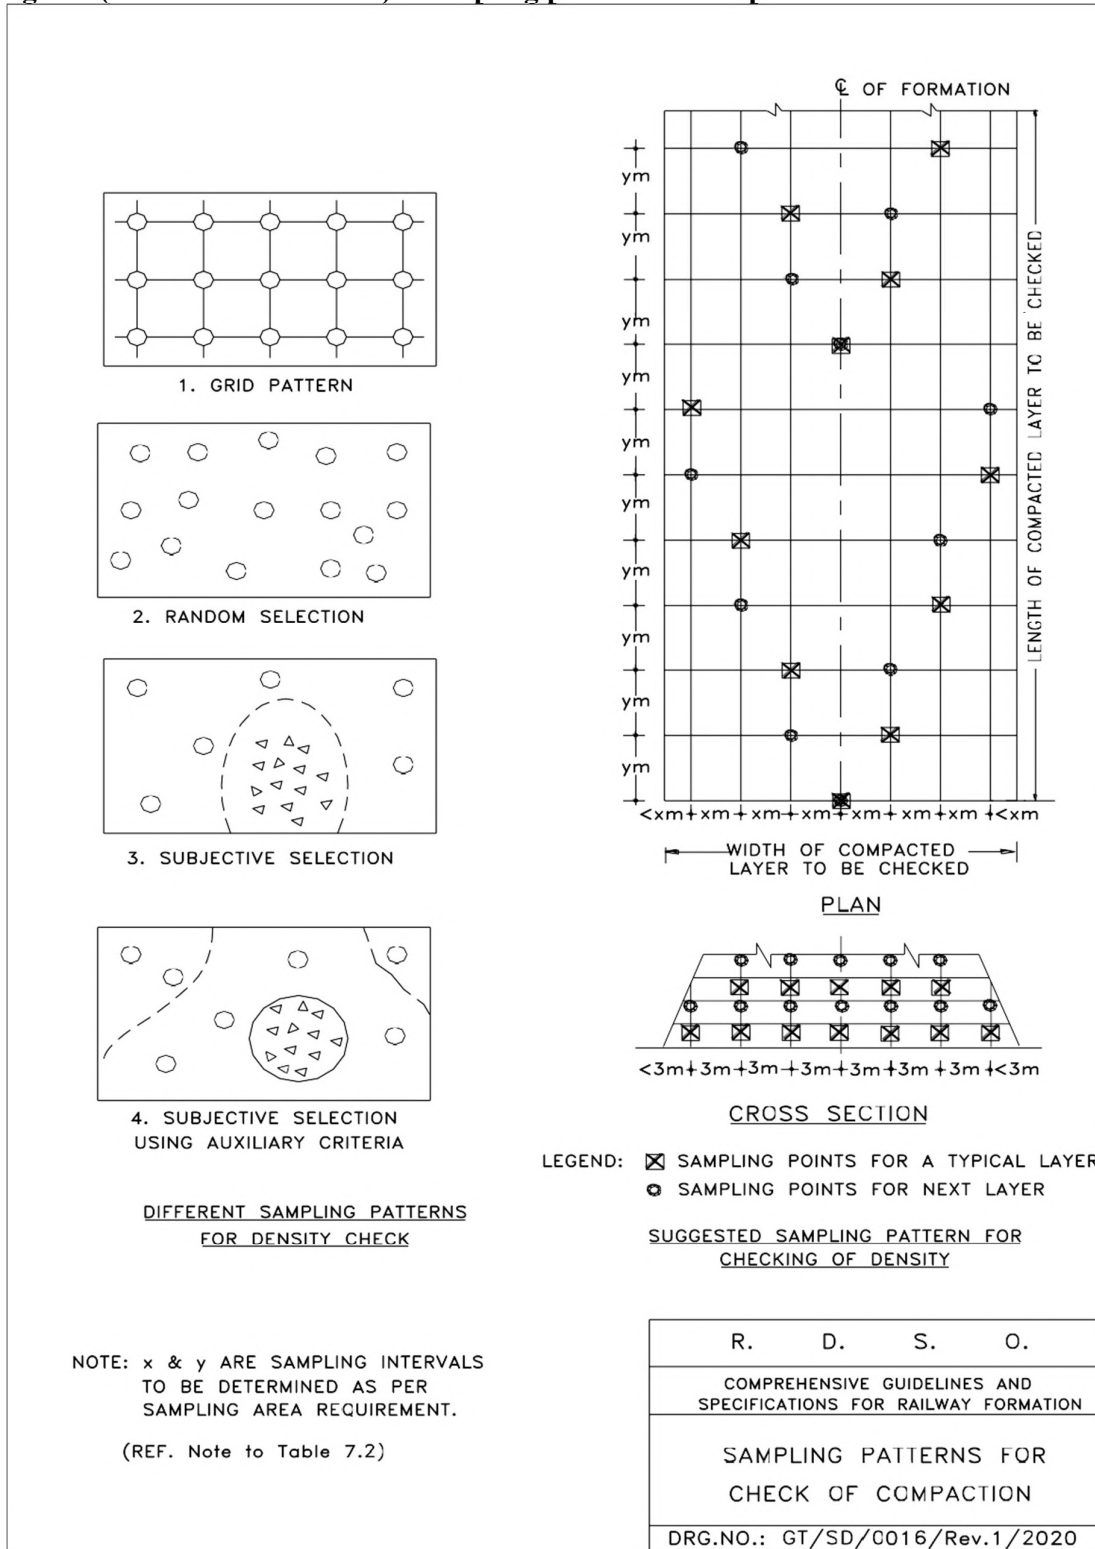 ℄ OF FORMATION
ym
ym
ym
ym
ym
ym
ym
ym
ym
ym
LENGTH OF COMPACTED LAYER TO BE CHECKED
<xm xm xm xm xm xm xm <xm
WIDTH OF COMPACTED
LAYER TO BE CHECKED
PLAN
<3m 3m 3m 3m 3m 3m 3m <3m
CROSS SECTION
LEGEND: SAMPLING POINTS FOR A TYPICAL LAYER
SAMPLING POINTS FOR NEXT LAYER
SUGGESTED SAMPLING PATTERN FOR
CHECKING OF DENSITY
1. GRID PATTERN
2. RANDOM SELECTION
3. SUBJECTIVE SELECTION
4. SUBJECTIVE SELECTION
USING AUXILIARY CRITERIA
DIFFERENT SAMPLING PATTERNS
FOR DENSITY CHECK
NOTE: x & y ARE SAMPLING INTERVALS
TO BE DETERMINED AS PER
SAMPLING AREA REQUIREMENT.
(REF. Note to Table 7.2)
R. D. S. O.
COMPREHENSIVE GUIDELINES AND
SPECIFICATIONS FOR RAILWAY FORMATION
SAMPLING PATTERNS FOR
CHECK OF COMPACTION
DRG.NO.: GT/SD/0016/Rev.1/2020